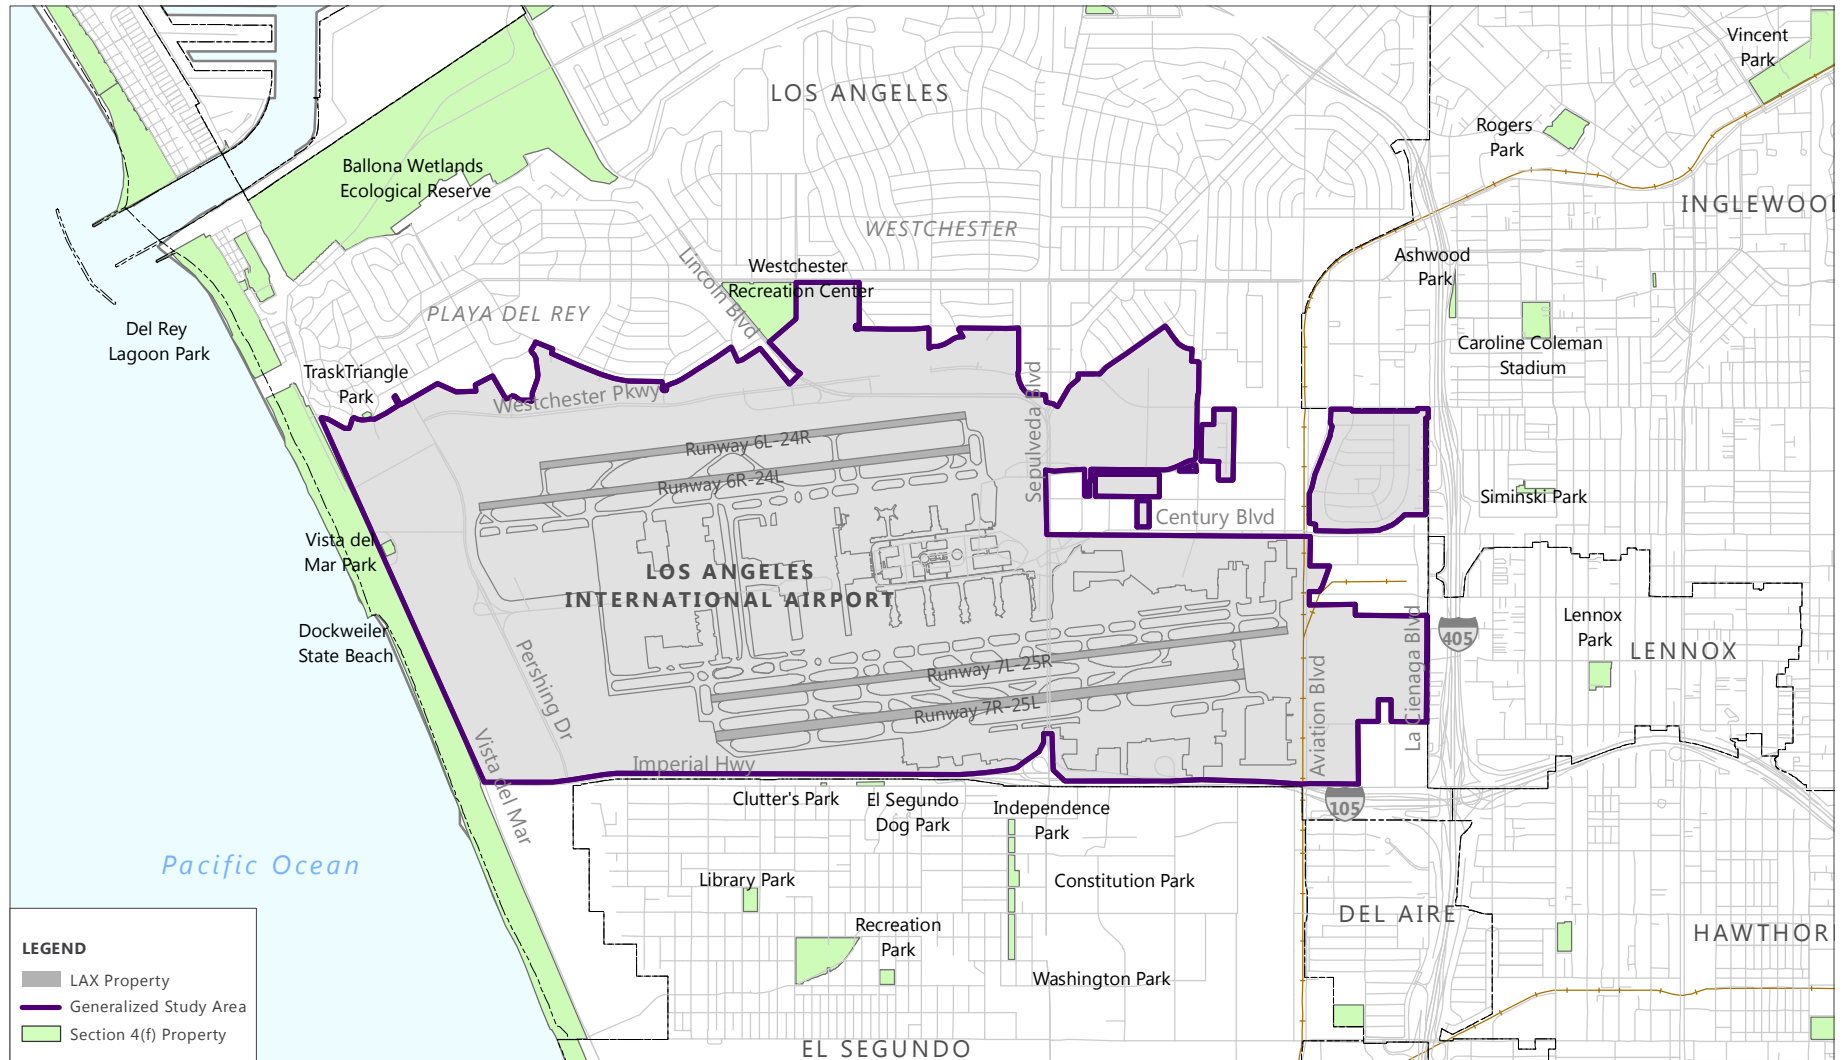 Vincent
Park
LOS ANGELES
Rogers
Park
Ballona Wetlands
Ecological Reserve
INGLEWOO
WESTCHESTER
Ashwood
Park
Westchester
Recreation Center
Lincoln Blvd
PLAYA DEL REY
Del Rey
Lagoon Park
Caroline Coleman
Stadium
TraskTriangle
Park
Westchester Pkwy
Sepulveda Blvd
Runway 6L-24R
Runway 6R-24L
Siminski Park
Century Blvd
Vista del
Mar Park
LOS ANGELES
INTERNATIONAL AIRPORT
Dockweiler
State Beach
Lennox
Park
405
LENNOX
Pershing Dr
Runway 7L-25R
Runway 7R-25L
Aviation Blvd
La Cienaga Blvd
Vista del Mar
Imperial Hwy
Clutter's Park
El Segundo
Dog Park
Independence
Park
105
Pacific Ocean
Library Park
Constitution Park
Recreation
Park
DEL AIRE
HAWTHOR
Washington Park
EL SEGUNDO
LEGEND
LAX Property
Generalized Study Area
Section 4(f) Property